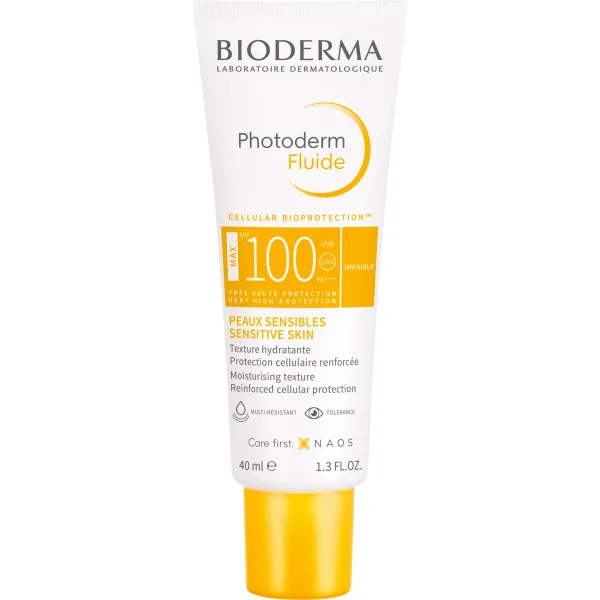 BIODERMA
LABORATOIRE DERMATOLOGIQUE
Photoderm
Fluide
CELLULAR BIOPROTECTION™
MAX
SPF
100
UVB
UVA
PA++++
INVISIBLE
TRÈS HAUTE PROTECTION
VERY HIGH PROTECTION
PEAUX SENSIBLES
SENSITIVE SKIN
Texture hydratante
Protection cellulaire renforcée
Moisturising texture
Reinforced cellular protection
MULTI-RESISTANT
TOLERANCE
Care first. NAOS
40 ml ℮ 1.3 FL.OZ.